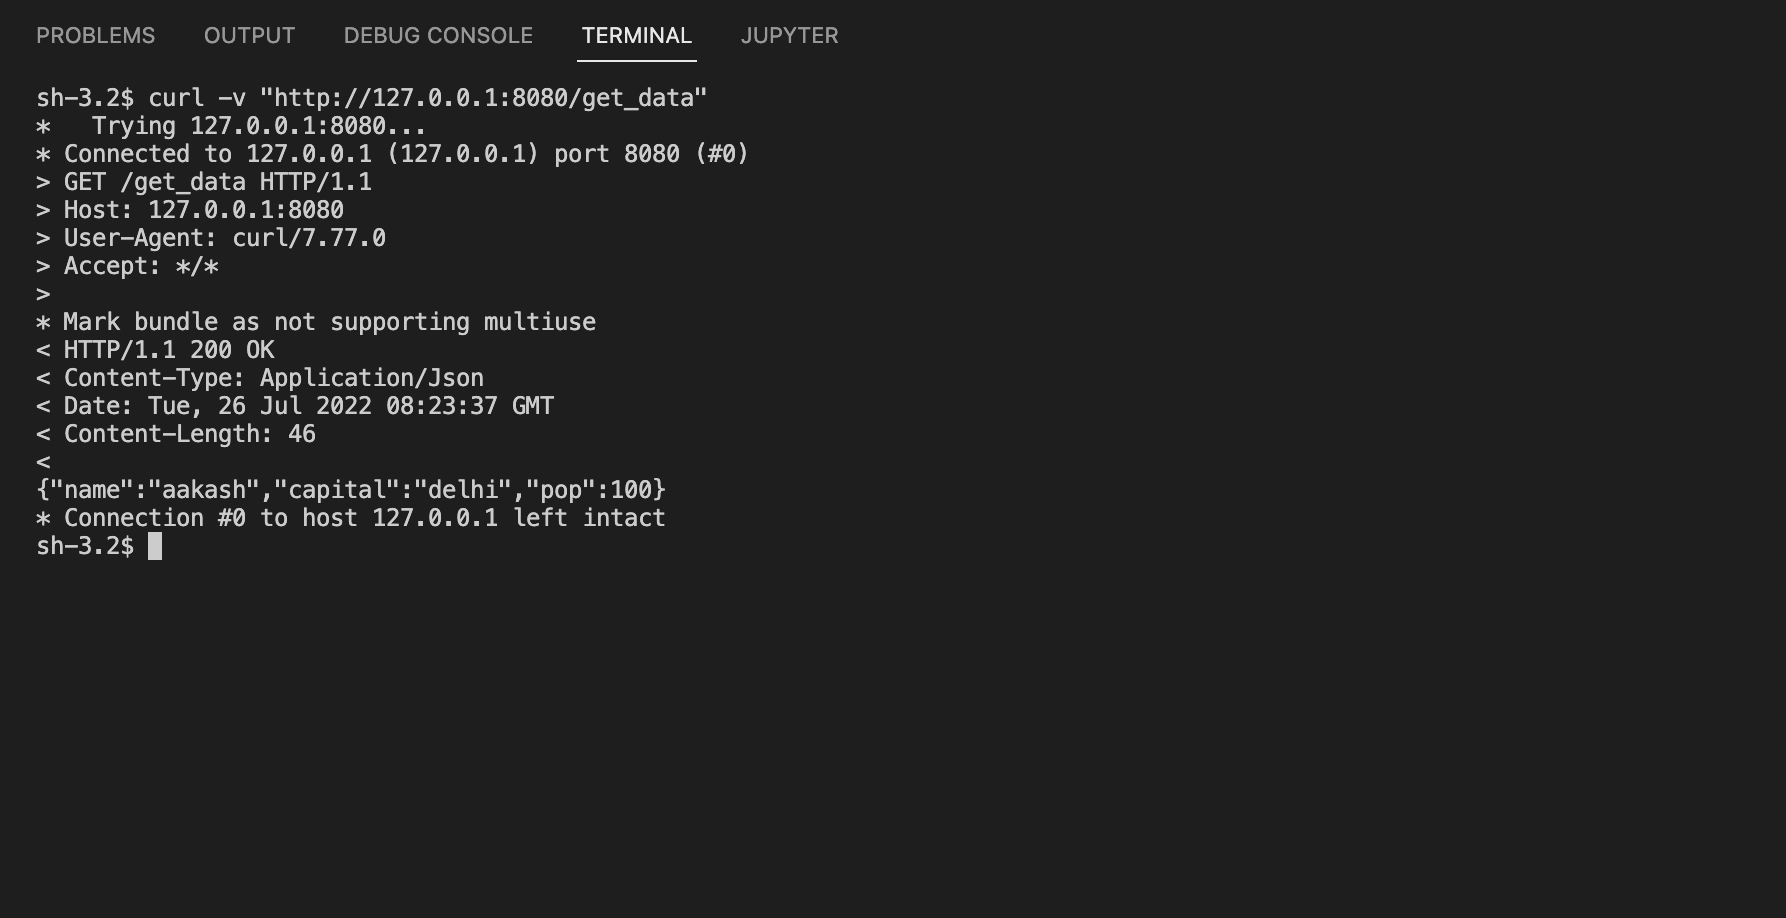 PROBLEMS OUTPUT DEBUG CONSOLE TERMINAL JUPYTER
sh-3.2$ curl -v "http://127.0.0.1:8080/get_data"
*   Trying 127.0.0.1:8080...
* Connected to 127.0.0.1 (127.0.0.1) port 8080 (#0)
> GET /get_data HTTP/1.1
> Host: 127.0.0.1:8080
> User-Agent: curl/7.77.0
> Accept: */*
>
* Mark bundle as not supporting multiuse
< HTTP/1.1 200 OK
< Content-Type: Application/Json
< Date: Tue, 26 Jul 2022 08:23:37 GMT
< Content-Length: 46
<
{"name":"aakash","capital":"delhi","pop":100}
* Connection #0 to host 127.0.0.1 left intact
sh-3.2$